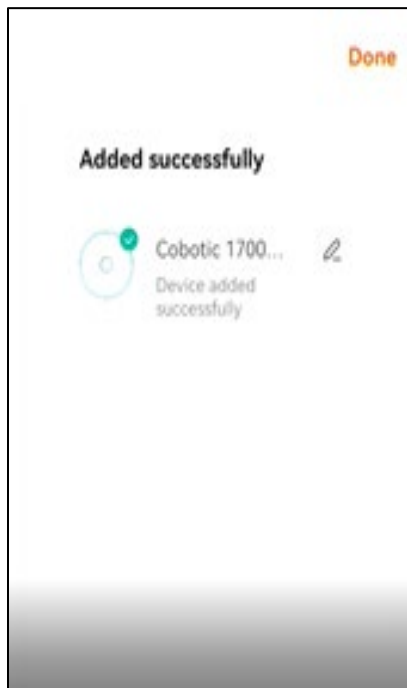 Done
Added successfully
Cobotic 1700...
Device added
successfully